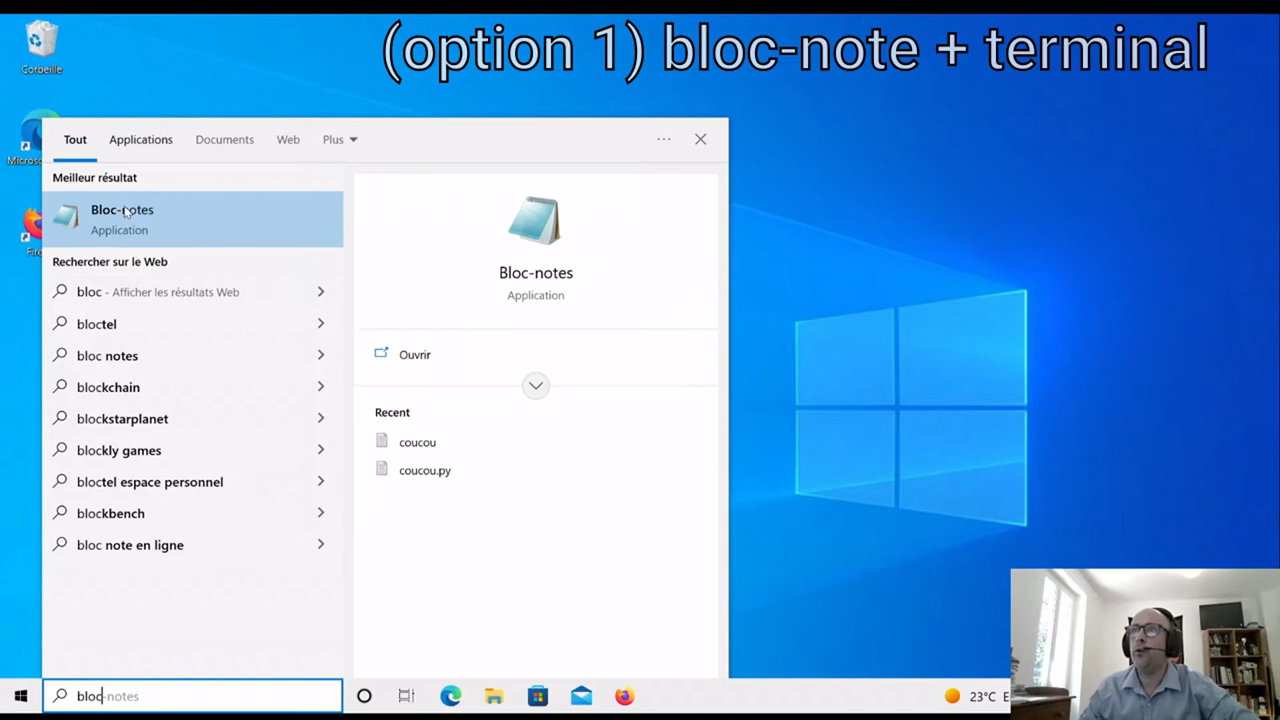 (option 1) bloc-note + terminal
Corbeille
Tout Applications Documents Web Plus
Meilleur résultat
Bloc-notes
Application
Rechercher sur le Web
bloc - Afficher les résultats Web
bloctel
bloc notes
blockchain
blockstarplanet
blockly games
bloctel espace personnel
blockbench
bloc note en ligne
Bloc-notes
Application
Ouvrir
Recent
coucou
coucou.py
bloc-notes
23°C E